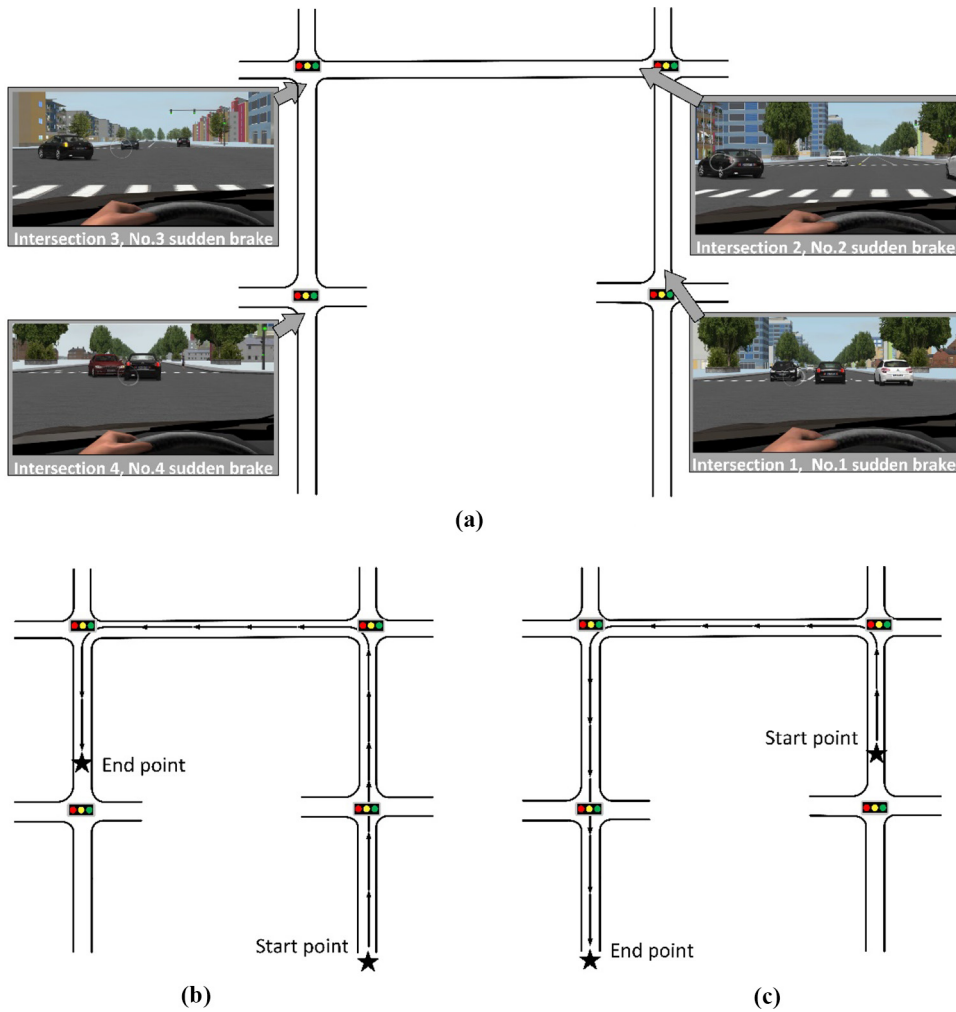 Intersection 3, No.3 sudden brake
Intersection 2, No.2 sudden brake
Intersection 4, No.4 sudden brake
Intersection 1,  No.1 sudden brake
(a)
End point
Start point
(b)
Start point
End point
(c)